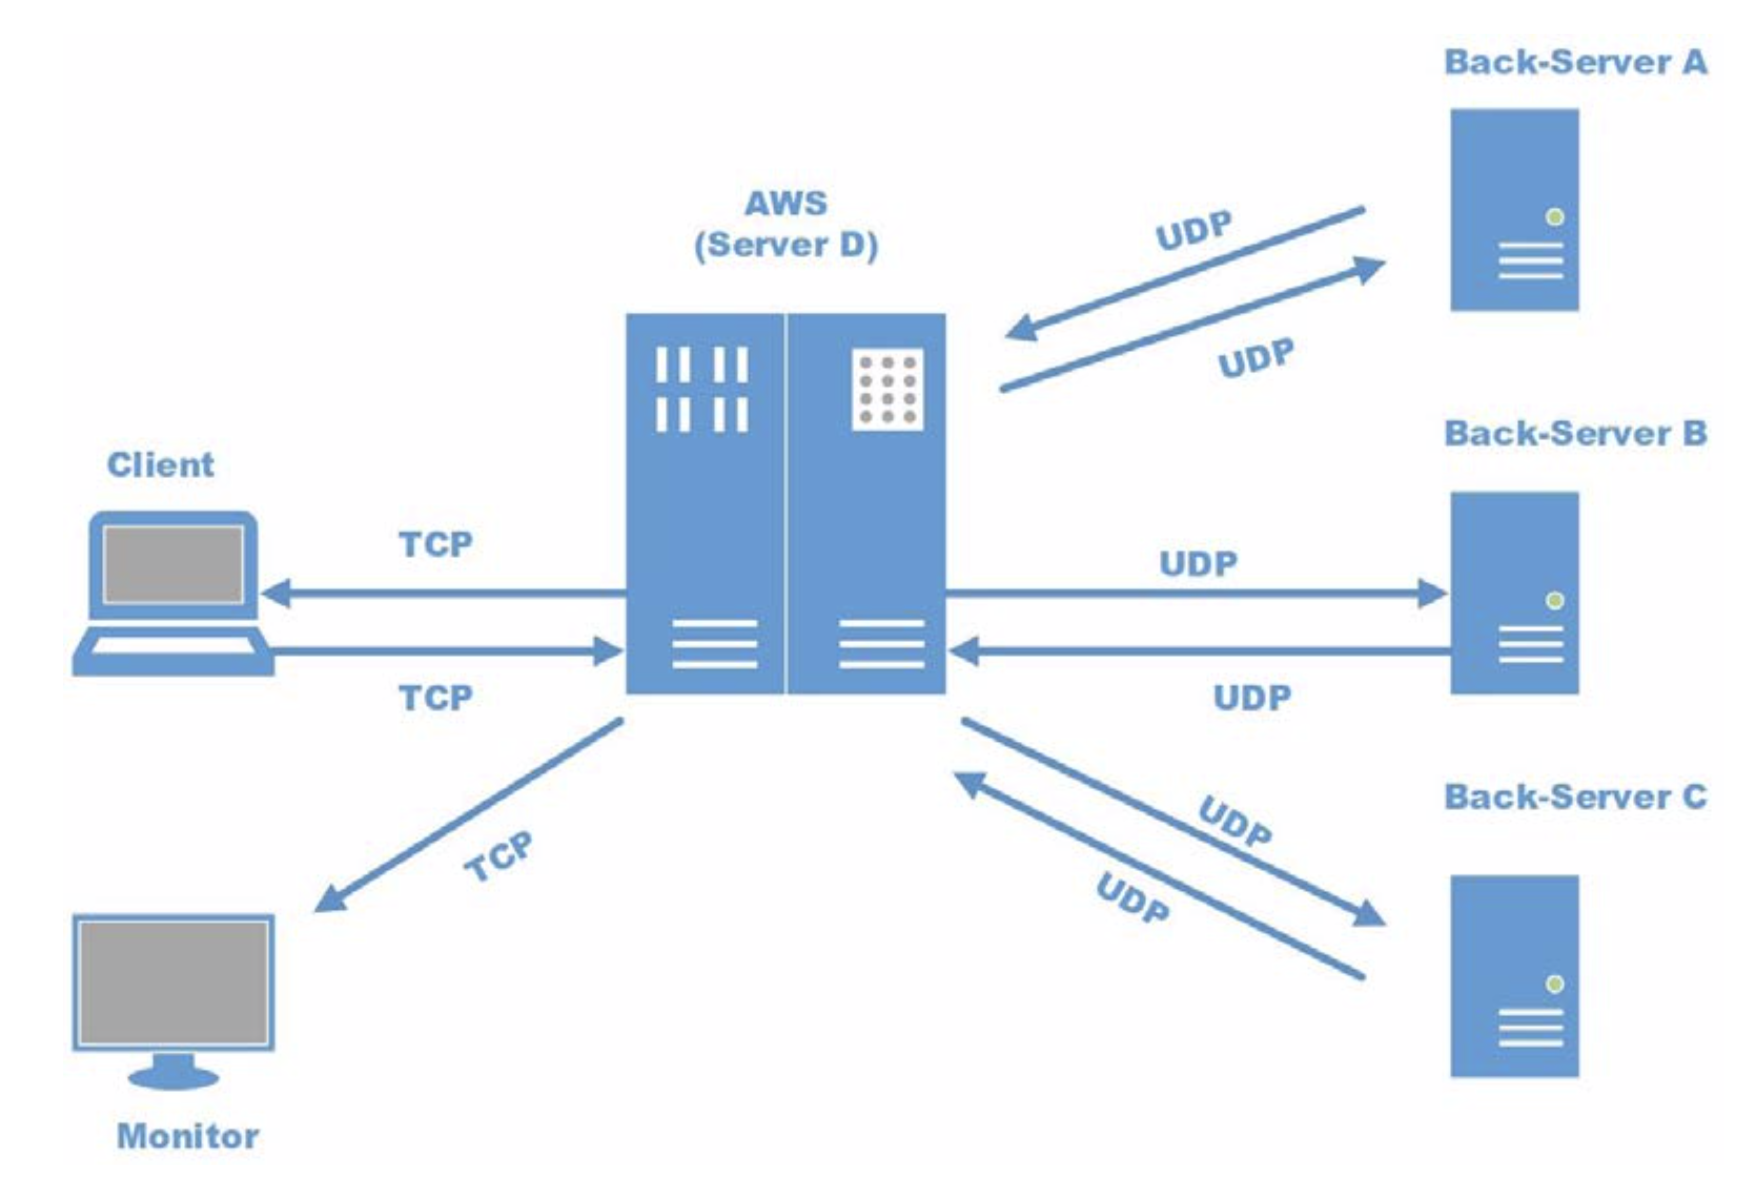 Back-Server A
AWS
(Server D)
UDP
UDP
Back-Server B
Client
TCP
UDP
TCP
UDP
Back-Server C
UDP
TCP
UDP
Monitor